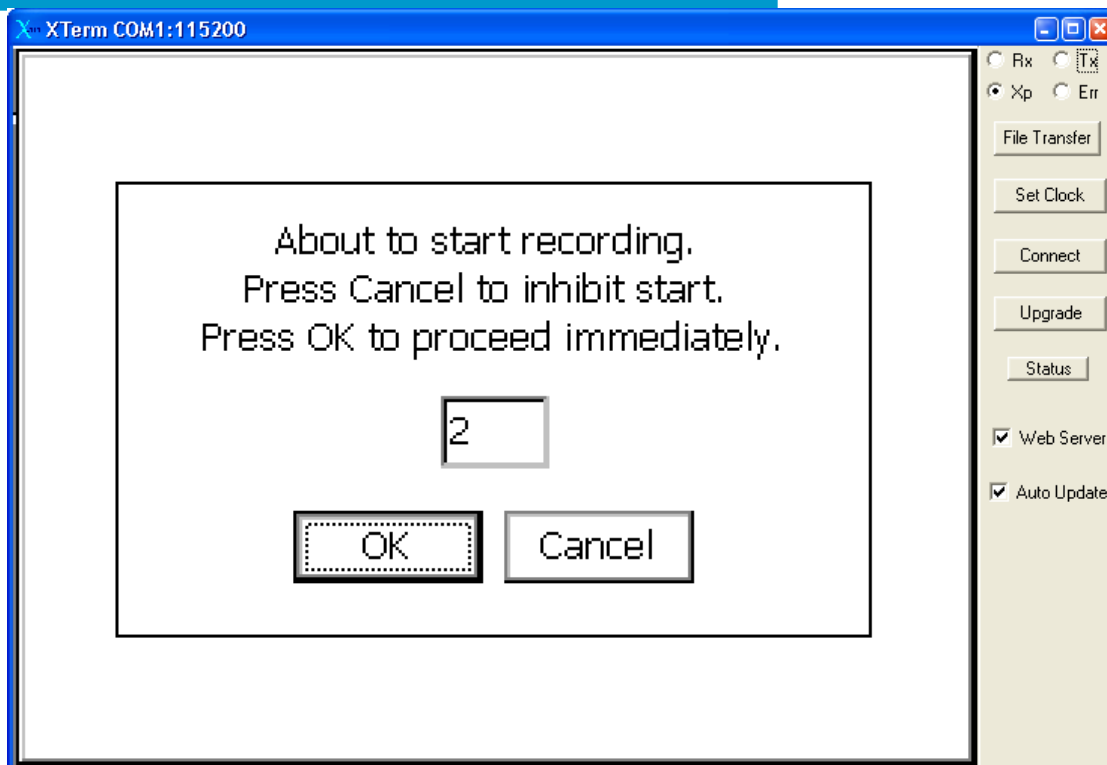 XTerm COM1:115200
Rx Tx
Xp Err
File Transfer
Set Clock
Connect
Upgrade
Status
Web Server
Auto Update
About to start recording.
Press Cancel to inhibit start.
Press OK to proceed immediately.
2
OK Cancel